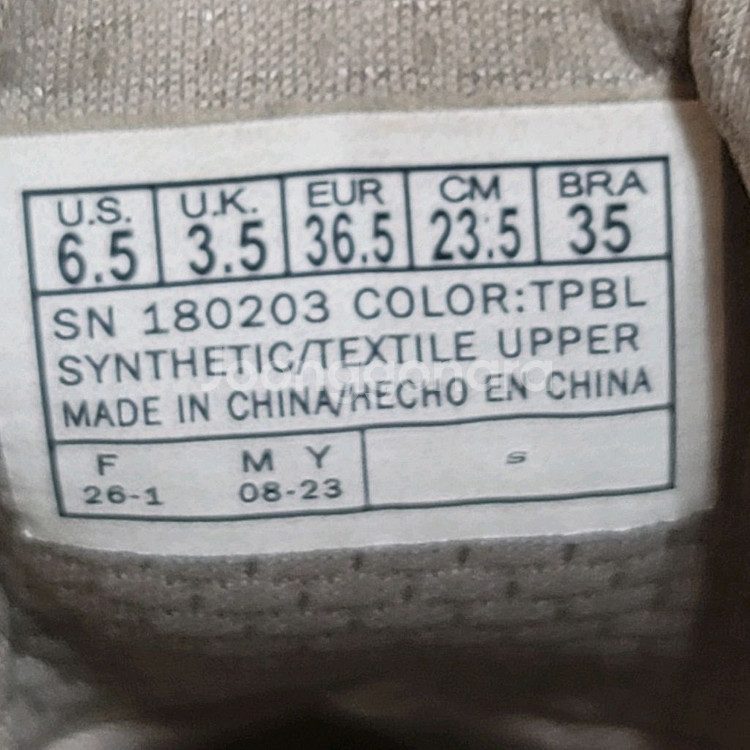 U.S. U.K. EUR CM BRA
6.5 3.5 36.5 23.5 35
SN 180203 COLOR:TPBL
SYNTHETIC/TEXTILE UPPER
MADE IN CHINA/HECHO EN CHINA
F M Y S
26-1 08-23